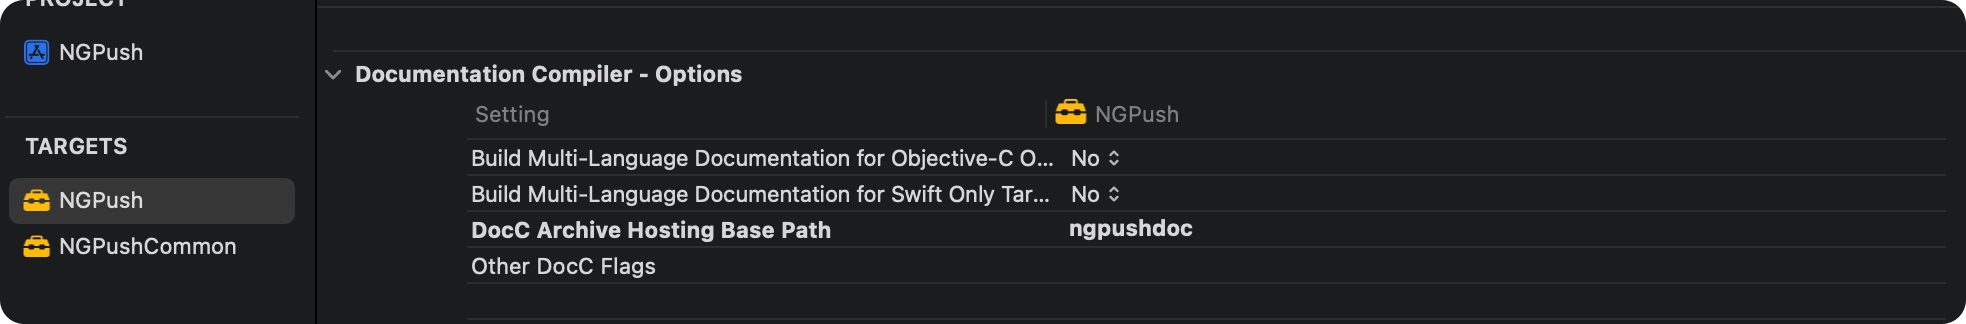 PROJECT
NGPush
TARGETS
NGPush
NGPushCommon
Documentation Compiler - Options
Setting NGPush
Build Multi-Language Documentation for Objective-C O... No
Build Multi-Language Documentation for Swift Only Tar... No
DocC Archive Hosting Base Path ngpushdoc
Other DocC Flags